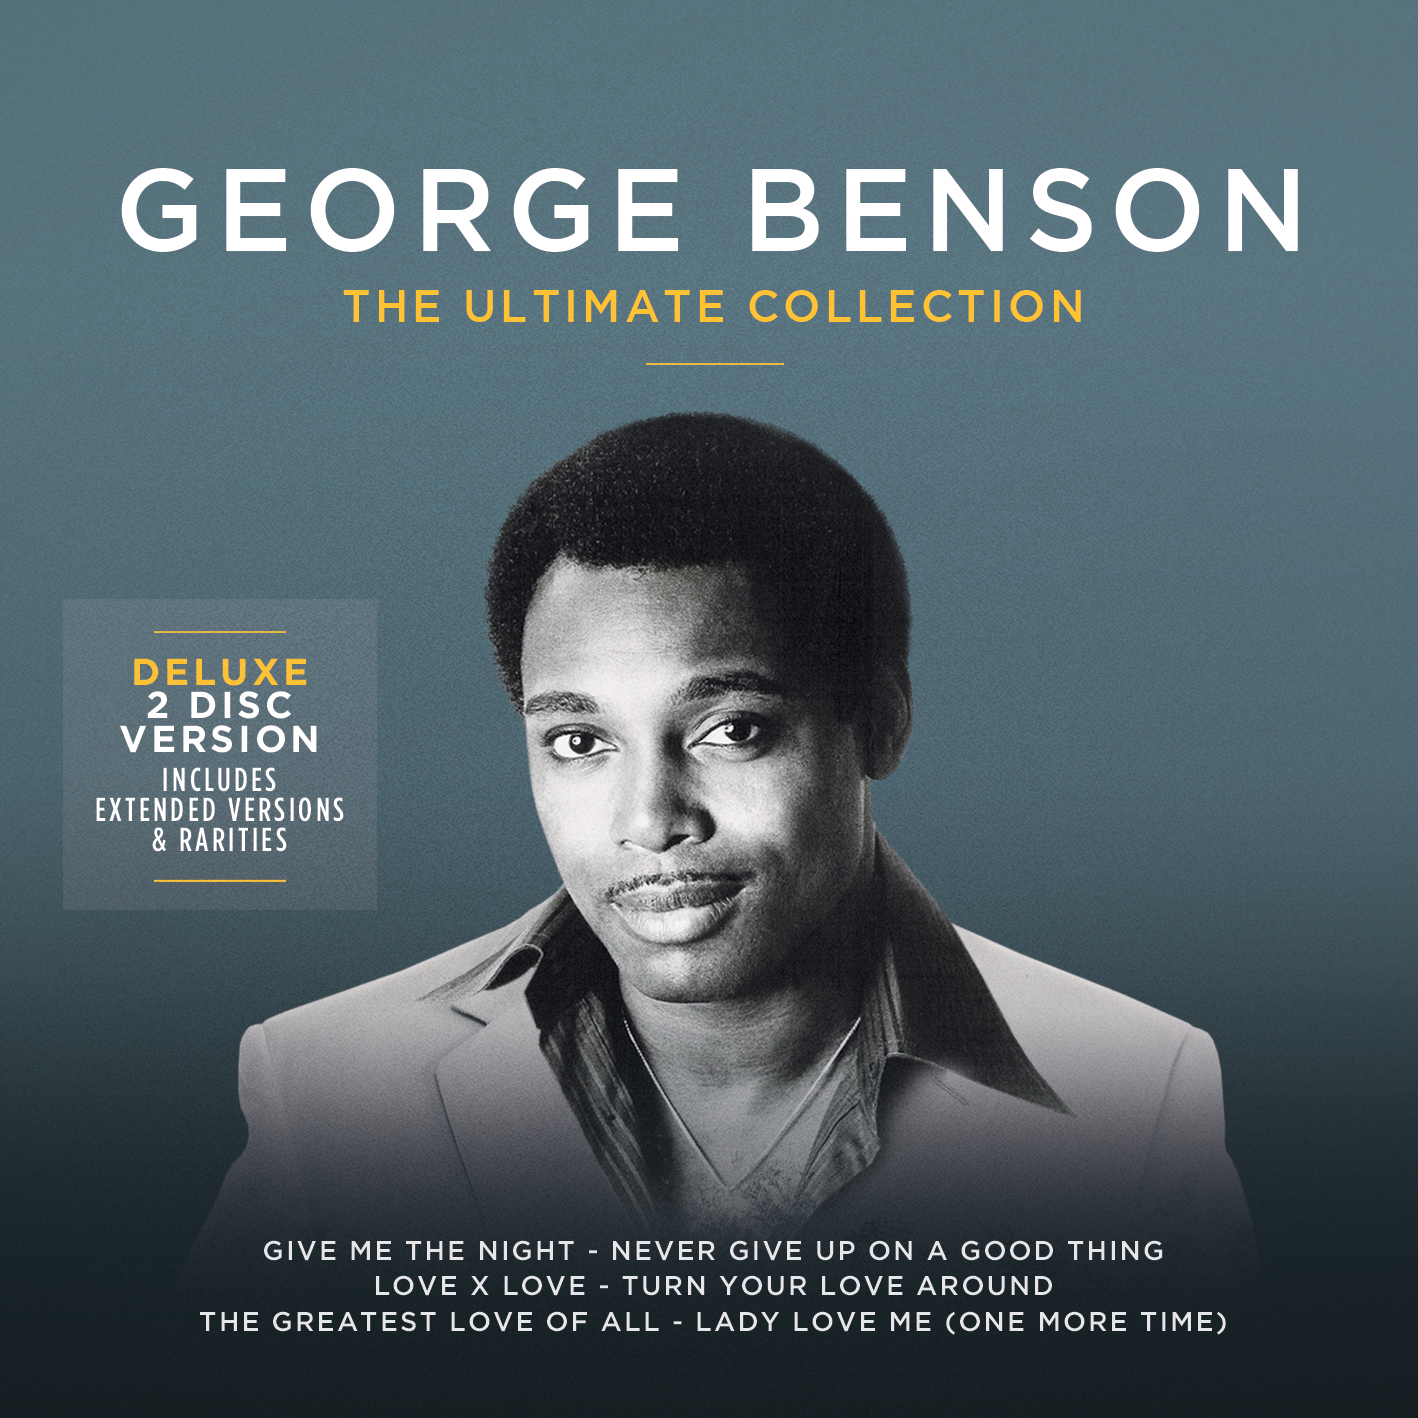 GEORGE BENSON
THE ULTIMATE COLLECTION
DELUXE
2 DISC
VERSION
INCLUDES
EXTENDED VERSIONS
& RARITIES
GIVE ME THE NIGHT - NEVER GIVE UP ON A GOOD THING
LOVE X LOVE - TURN YOUR LOVE AROUND
THE GREATEST LOVE OF ALL - LADY LOVE ME (ONE MORE TIME)